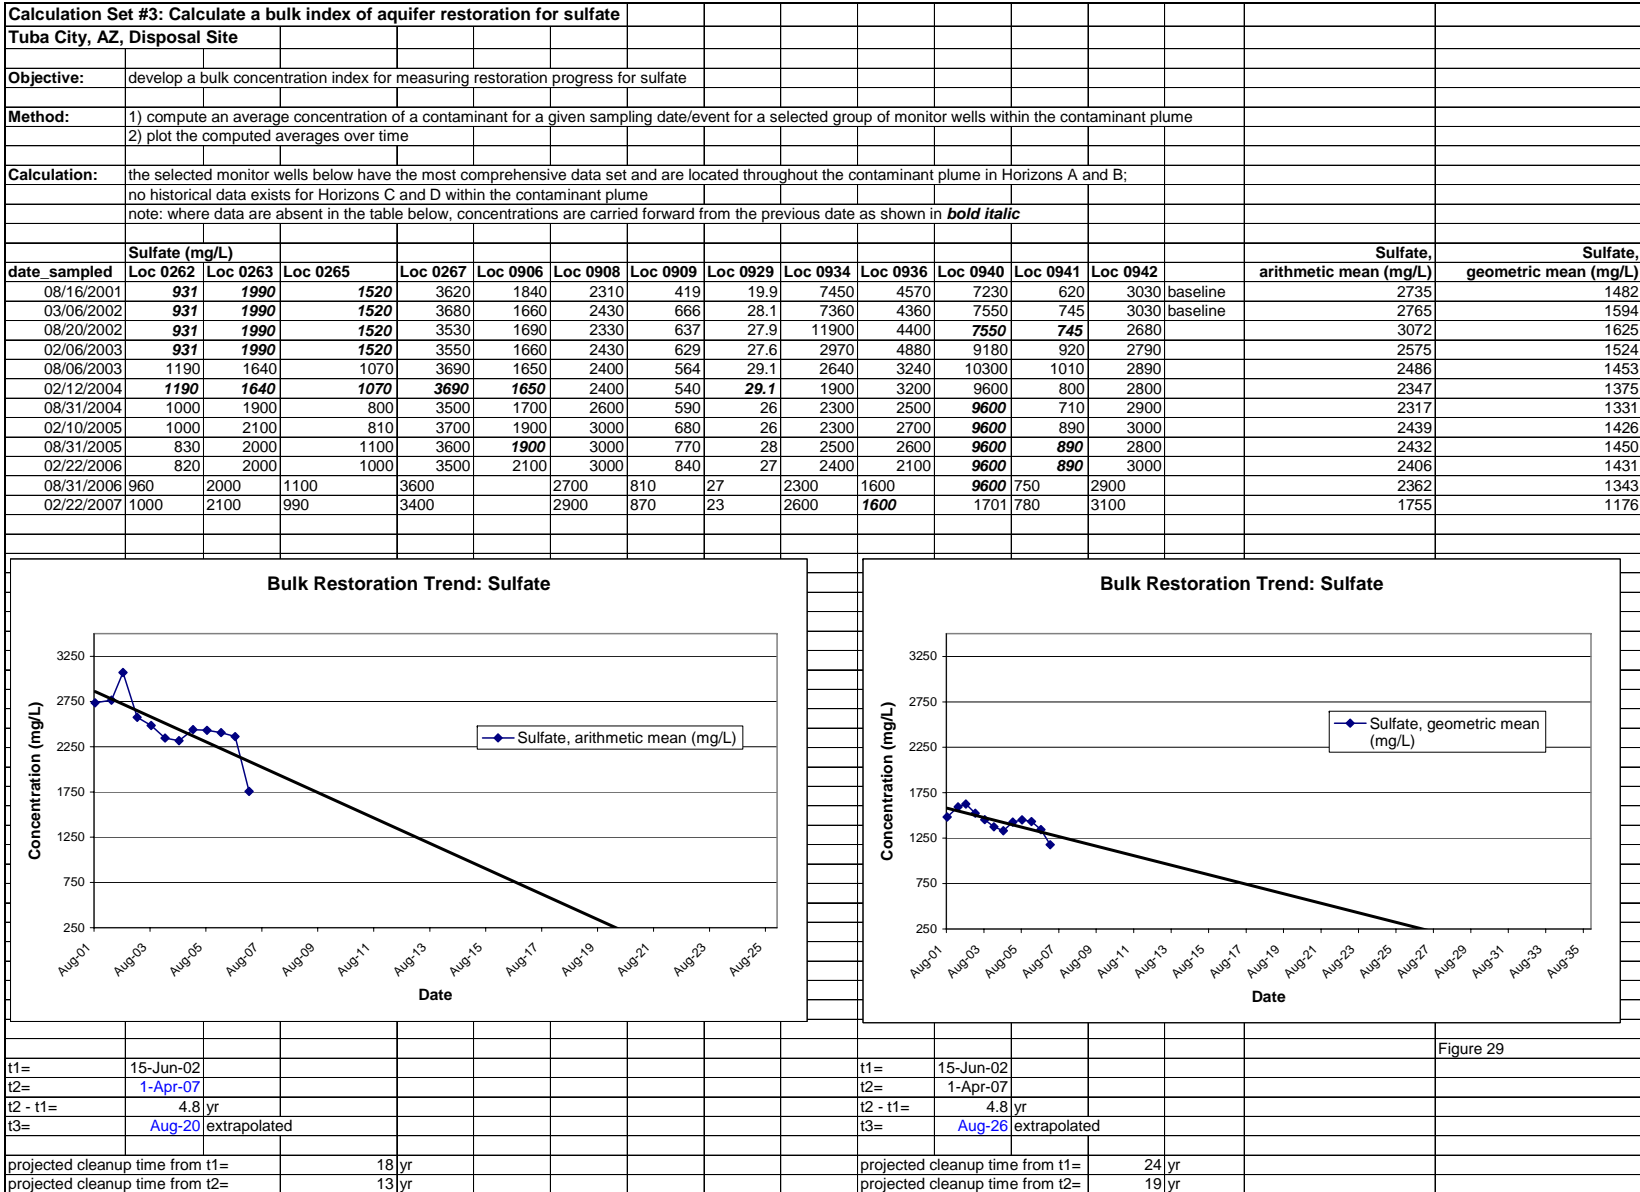 Calculation Set #3: Calculate a bulk index of aquifer restoration for sulfate
Tuba City, AZ, Disposal Site
Objective: develop a bulk concentration index for measuring restoration progress for sulfate
Method: 1) compute an average concentration of a contaminant for a given sampling date/event for a selected group of monitor wells within the contaminant plume
2) plot the computed averages over time
Calculation: the selected monitor wells below have the most comprehensive data set and are located throughout the contaminant plume in Horizons A and B;
no historical data exists for Horizons C and D within the contaminant plume
note: where data are absent in the table below, concentrations are carried forward from the previous date as shown in bold italic
Sulfate (mg/L) Sulfate, Sulfate,
date_sampled Loc 0262 Loc 0263 Loc 0265 Loc 0267 Loc 0906 Loc 0908 Loc 0909 Loc 0929 Loc 0934 Loc 0936 Loc 0940 Loc 0941 Loc 0942 arithmetic mean (mg/L) geometric mean (mg/L)
08/16/2001 931 1990 1520 3620 1840 2310 419 19.9 7450 4570 7230 620 3030 baseline 2735 1482
03/06/2002 931 1990 1520 3680 1660 2430 666 28.1 7360 4360 7550 745 3030 baseline 2765 1594
08/20/2002 931 1990 1520 3530 1690 2330 637 27.9 11900 4400 7550 745 2680 3072 1625
02/06/2003 931 1990 1520 3550 1660 2430 629 27.6 2970 4880 9180 920 2790 2575 1524
08/06/2003 1190 1640 1070 3690 1650 2400 564 29.1 2640 3240 10300 1010 2890 2486 1453
02/12/2004 1190 1640 1070 3690 1650 2400 540 29.1 1900 3200 9600 800 2800 2347 1375
08/31/2004 1000 1900 800 3500 1700 2600 590 26 2300 2500 9600 710 2900 2317 1331
02/10/2005 1000 2100 810 3700 1900 3000 680 26 2300 2700 9600 890 3000 2439 1426
08/31/2005 830 2000 1100 3600 1900 3000 770 28 2500 2600 9600 890 2800 2432 1450
02/22/2006 820 2000 1000 3500 2100 3000 840 27 2400 2100 9600 890 3000 2406 1431
08/31/2006 960 2000 1100 3600 2700 810 27 2300 1600 9600 750 2900 2362 1343
02/22/2007 1000 2100 990 3400 2900 870 23 2600 1600 1701 780 3100 1755 1176
Bulk Restoration Trend: Sulfate
3250
2750
2250
1750
1250
750
250
Concentration (mg/L)
Sulfate, arithmetic mean (mg/L)
Aug-01 Aug-03 Aug-05 Aug-07 Aug-09 Aug-11 Aug-13 Aug-15 Aug-17 Aug-19 Aug-21 Aug-23 Aug-25
Date
Bulk Restoration Trend: Sulfate
3250
2750
2250
1750
1250
750
250
Concentration (mg/L)
Sulfate, geometric mean
(mg/L)
Aug-01 Aug-03 Aug-05 Aug-07 Aug-09 Aug-11 Aug-13 Aug-15 Aug-17 Aug-19 Aug-21 Aug-23 Aug-25 Aug-27 Aug-29 Aug-31 Aug-33 Aug-35
Date
Figure 29
t1= 15-Jun-02 t1= 15-Jun-02
t2= 1-Apr-07 t2= 1-Apr-07
t2 - t1= 4.8 yr t2 - t1= 4.8 yr
t3= Aug-20 extrapolated t3= Aug-26 extrapolated
projected cleanup time from t1= 18 yr projected cleanup time from t1= 24 yr
projected cleanup time from t2= 13 yr projected cleanup time from t2= 19 yr